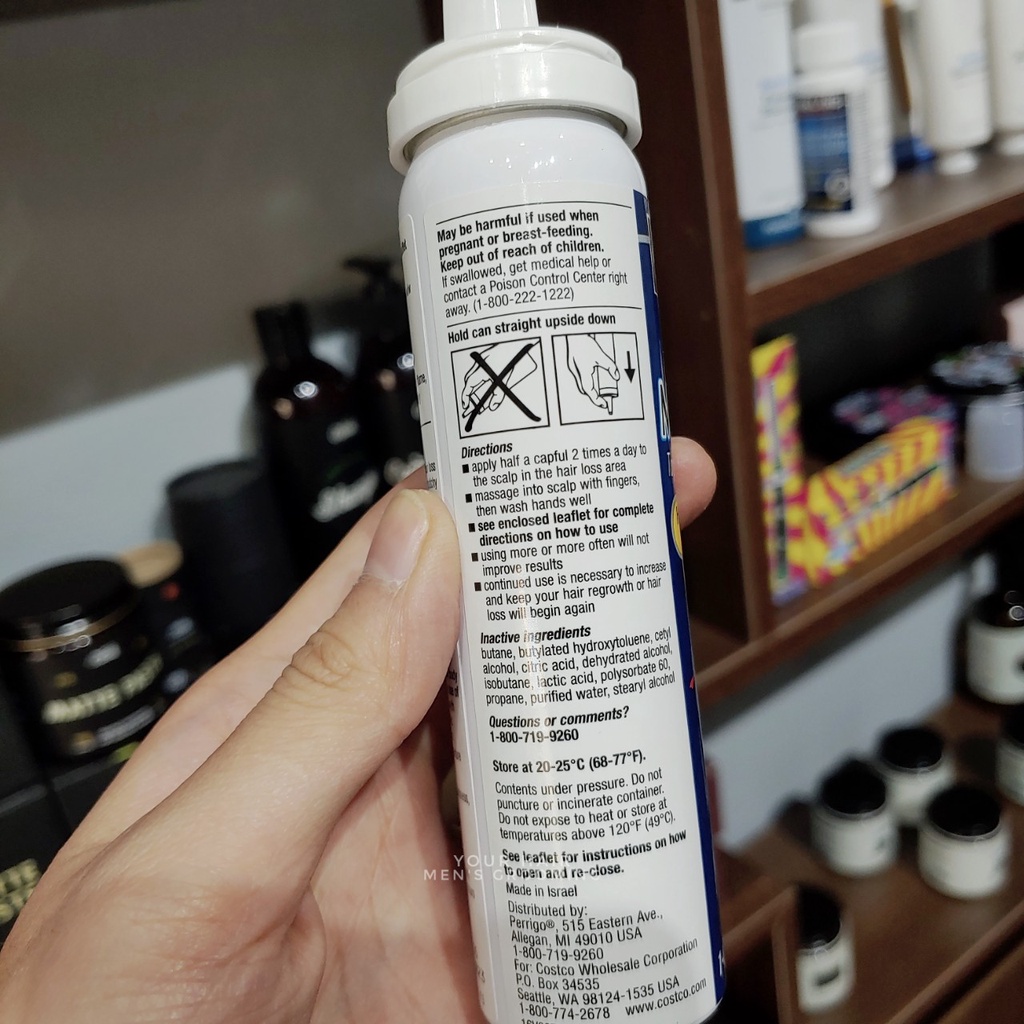 May be harmful if used when
pregnant or breast-feeding.
Keep out of reach of children.
If swallowed, get medical help or
contact a Poison Control Center right
away. (1-800-222-1222)
Hold can straight upside down
Directions
■ apply half a capful 2 times a day to
the scalp in the hair loss area
■ massage into scalp with fingers,
then wash hands well
■ see enclosed leaflet for complete
directions on how to use
■ using more or more often will not
improve results
■ continued use is necessary to increase
and keep your hair regrowth or hair
loss will begin again
Inactive ingredients
butane, butylated hydroxytoluene, cetyl
alcohol, citric acid, dehydrated alcohol,
isobutane, lactic acid, polysorbate 60,
propane, purified water, stearyl alcohol
Questions or comments?
1-800-719-9260
Store at 20-25°C (68-77°F).
Contents under pressure. Do not
puncture or incinerate container.
Do not expose to heat or store at
temperatures above 120°F (49°C).
See leaflet for instructions on how
to open and re-close.
Made in Israel
Distributed by:
Perrigo®, 515 Eastern Ave.,
Allegan, MI 49010 USA
1-800-719-9260
For: Costco Wholesale Corporation
P.O. Box 34535
Seattle, WA 98124-1535 USA
1-800-774-2678 www.costco.com
YOUR
MEN'S
MATTE